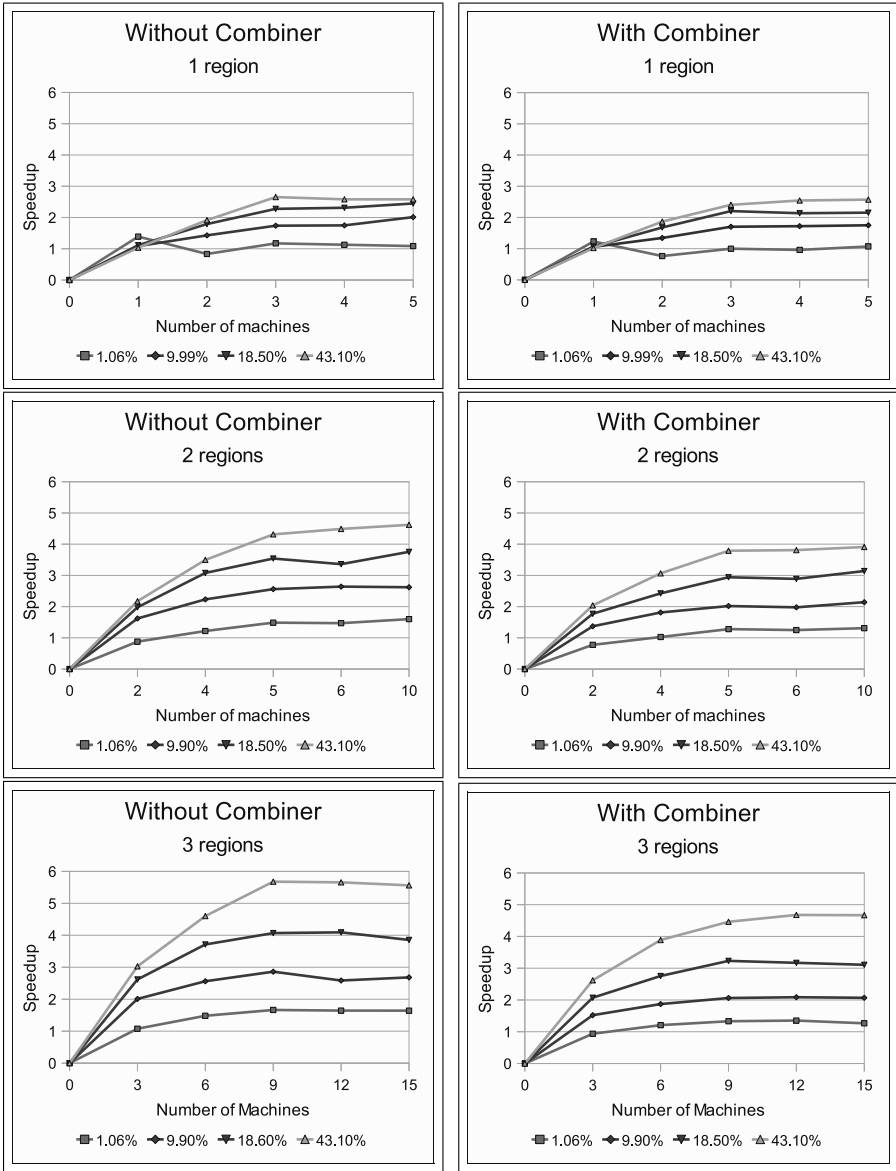 Without Combiner
1 region
6
5
4
3
2
1
0
Speedup
0 1 2 3 4 5
Number of machines
1.06% 9.99% 18.50% 43.10%
With Combiner
1 region
6
5
4
3
2
1
0
Speedup
0 1 2 3 4 5
Number of machines
1.06% 9.99% 18.50% 43.10%
Without Combiner
2 regions
6
5
4
3
2
1
0
Speedup
0 2 4 5 6 10
Number of machines
1.06% 9.90% 18.50% 43.10%
With Combiner
2 regions
6
5
4
3
2
1
0
Speedup
0 2 4 5 6 10
Number of machines
1.06% 9.90% 18.50% 43.10%
Without Combiner
3 regions
6
5
4
3
2
1
0
Speedup
0 3 6 9 12 15
Number of Machines
1.06% 9.90% 18.60% 43.10%
With Combiner
3 regions
6
5
4
3
2
1
0
Speedup
0 3 6 9 12 15
Number of Machines
1.06% 9.90% 18.50% 43.10%